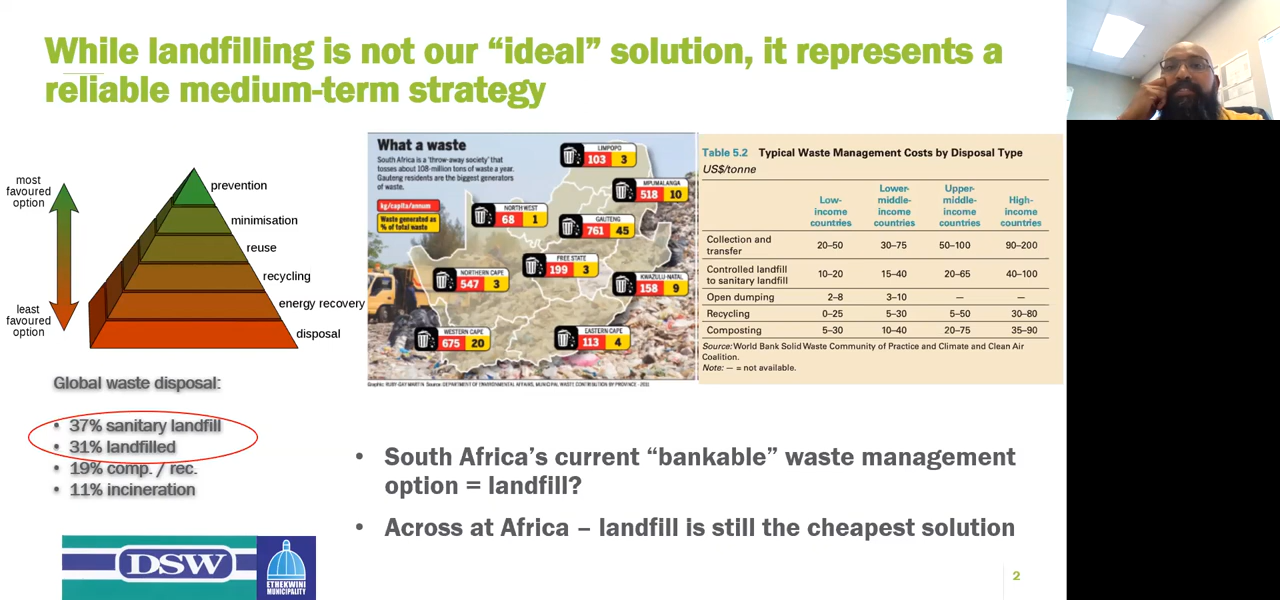 While landfilling is not our “ideal” solution, it represents a
reliable medium-term strategy
most
favoured
option
least
favoured
option
prevention
minimisation
reuse
recycling
energy recovery
disposal
What a waste
South Africa is a 'throw-away society' that
tosses about 108-million tons of waste a year.
Gauteng residents are the biggest generators
of waste.
kg/capita/annum
Waste generated as
% of total waste
LIMPOPO
103 3
MPUMALANGA
518 10
NORTH WEST
68 1
GAUTENG
761 45
FREE STATE
199 3
NORTHERN CAPE
547 3
KWAZULU-NATAL
158 9
WESTERN CAPE
675 20
EASTERN CAPE
113 4
Graphic: RUBY-GAY MARTIN Source: DEPARTMENT OF ENVIRONMENTAL AFFAIRS, MUNICIPAL WASTE CONTRIBUTION BY PROVINCE - 2011
Table 5.2 Typical Waste Management Costs by Disposal Type
US$/tonne
Low-
income
countries
Lower-
middle-
income
countries
Upper-
middle-
income
countries
High-
income
countries
Collection and
transfer
20–50 30–75 50–100 90–200
Controlled landfill
to sanitary landfill
10–20 15–40 20–65 40–100
Open dumping 2–8 3–10 — —
Recycling 0–25 5–30 5–50 30–80
Composting 5–30 10–40 20–75 35–90
Source: World Bank Solid Waste Community of Practice and Climate and Clean Air
Coalition.
Note: — = not available.
Global waste disposal:
• 37% sanitary landfill
• 31% landfilled
• 19% comp. / rec.
• 11% incineration
• South Africa’s current “bankable” waste management
option = landfill?
• Across at Africa – landfill is still the cheapest solution
DSW
ETHEKWINI
MUNICIPALITY
2